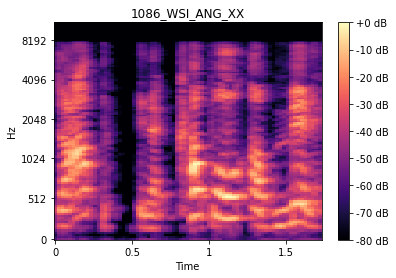 1086_WSI_ANG_XX
+0 dB
8192
-10 dB
4096
-20 dB
-30 dB
2048
Hz
-40 dB
1024
-50 dB
512
-60 dB
-70 dB
0
-80 dB
0
0.5
1
1.5
Time